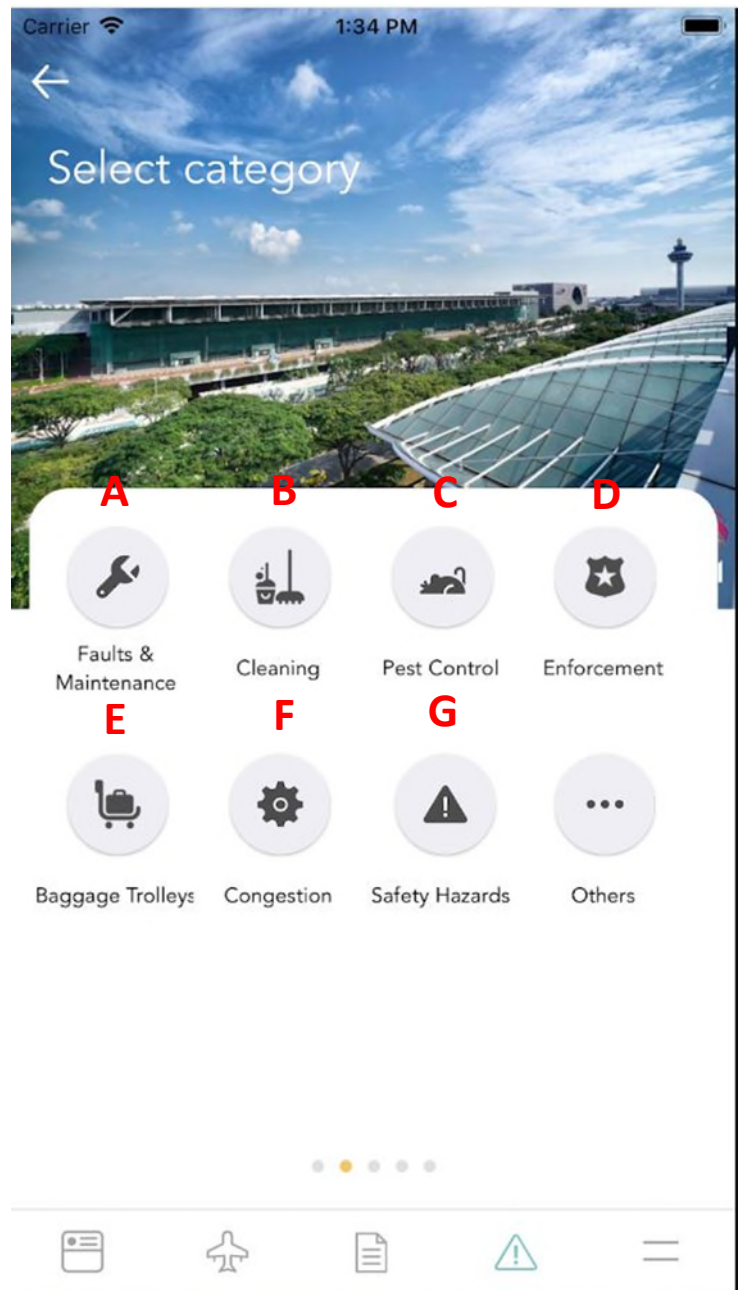 Carrier 1:34 PM
Select category
A B C D
Faults &
Maintenance
Cleaning
Pest Control
Enforcement
E F G
Baggage Trolleys
Congestion
Safety Hazards
Others